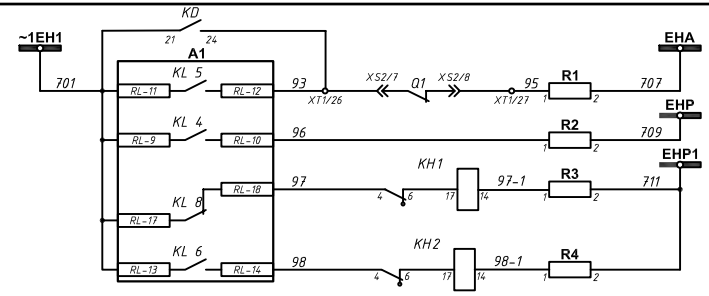 KD
21 24
~1EH1
A1
EHA
701
RL-11 KL 5 RL-12
93
XT1/26
XS2/7 Q1 XS2/8
XT1/27
95
R1
1 2
707
EHP
RL-9 KL 4 RL-10
96
R2
1 2
709
EHP1
RL-18
97
4 6
KH1
17 14
97-1
R3
1 2
711
RL-17 KL 8
RL-13 KL 6 RL-14
98
4 6
KH2
17 14
98-1
R4
1 2